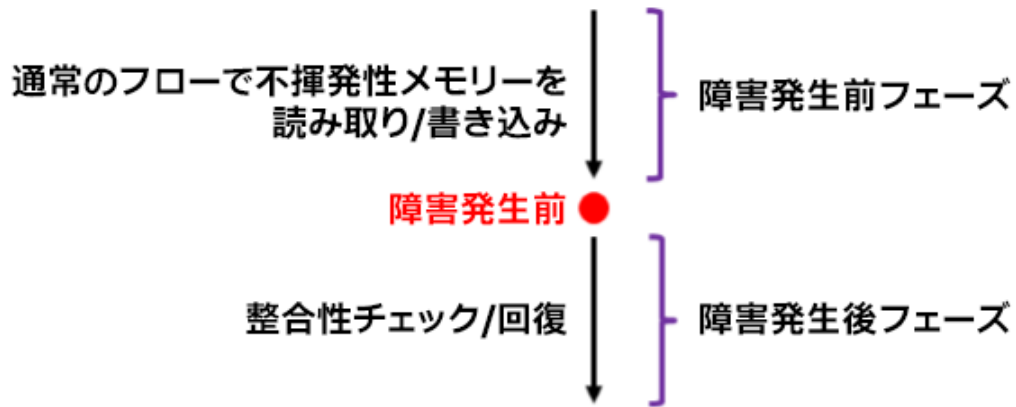 通常のフローで不揮発性メモリーを
読み取り/書き込み
障害発生前フェーズ
障害発生前
整合性チェック/回復
障害発生後フェーズ